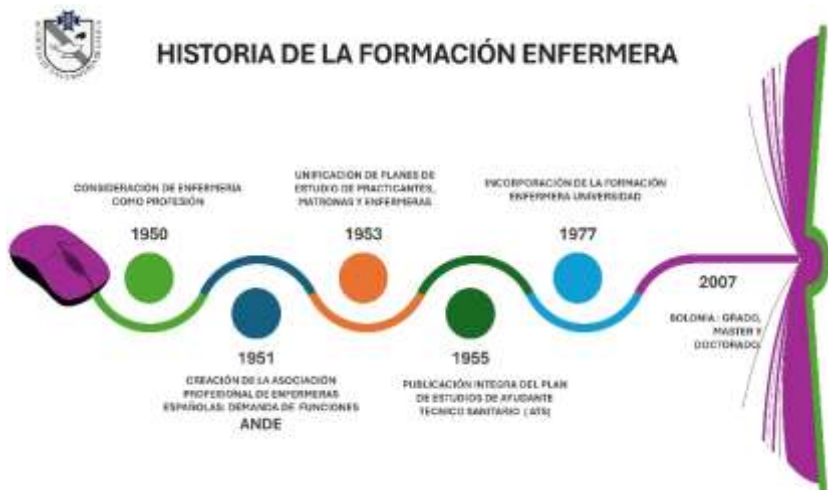 HISTORIA DE LA FORMACIÓN ENFERMERA
CONSIDERACIÓN DE ENFERMERIA
COMO PROFESIÓN
1950
1951
CREACIÓN DE LA ASOCIACIÓN
PROFESIONAL DE ENFERMERAS
ESPAÑOLAS: DEMANDA DE FUNCIONES
ANDE
UNIFICACIÓN DE PLANES DE
ESTUDIO DE PRACTICANTES,
MATRONAS Y ENFERMERAS
1953
1955
PUBLICACIÓN INTEGRA DEL PLAN
DE ESTUDIOS DE AYUDANTE
TECNICO SANITARIO (ATS)
INCORPORACIÓN DE LA FORMACIÓN
ENFERMERA UNIVERSIDAD
1977
2007
BOLONIA: GRADO,
MASTER Y
DOCTORADO